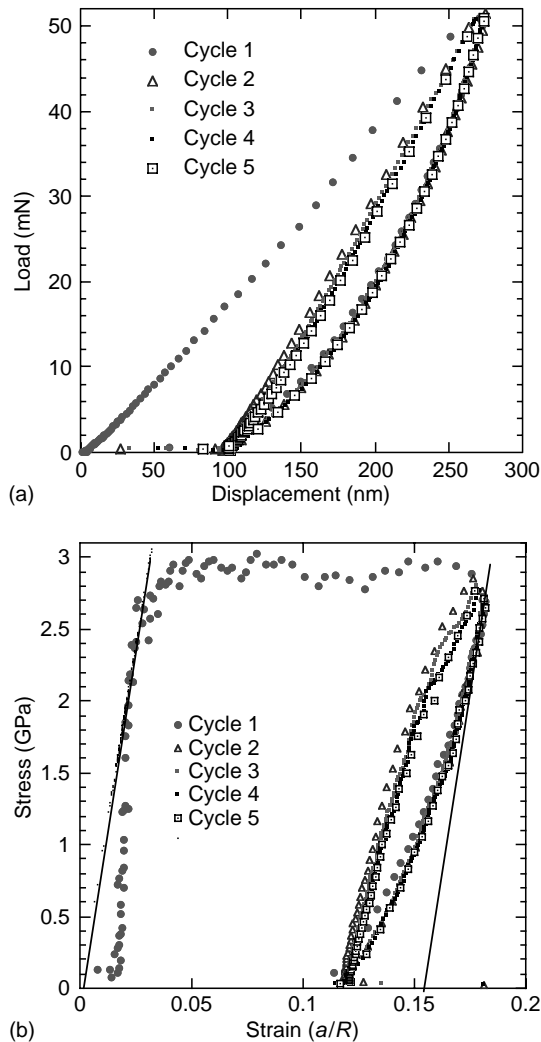 50
40
30
20
10
0
Load (mN)
Cycle 1
Cycle 2
Cycle 3
Cycle 4
Cycle 5
0 50 100 150 200 250 300
(a) Displacement (nm)
3
2.5
2
1.5
1
0.5
0
Stress (GPa)
Cycle 1
Cycle 2
Cycle 3
Cycle 4
Cycle 5
0 0.05 0.1 0.15 0.2
(b) Strain (a/R)